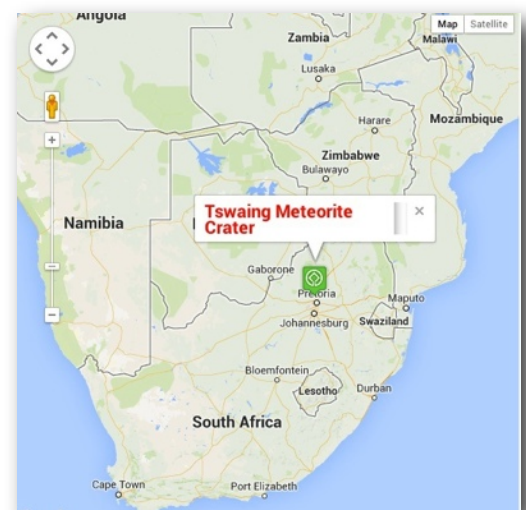 Angola
Zambia
Map
Satellite
Malawi
Lusaka
Harare
Mozambique
Zimbabwe
Bulawayo
Tswaing Meteorite
Crater
Namibia
Gaborone
Pretoria
Maputo
Johannesburg
Swaziland
Bloemfontein
Lesotho
Durban
South Africa
Cape Town
Port Elizabeth